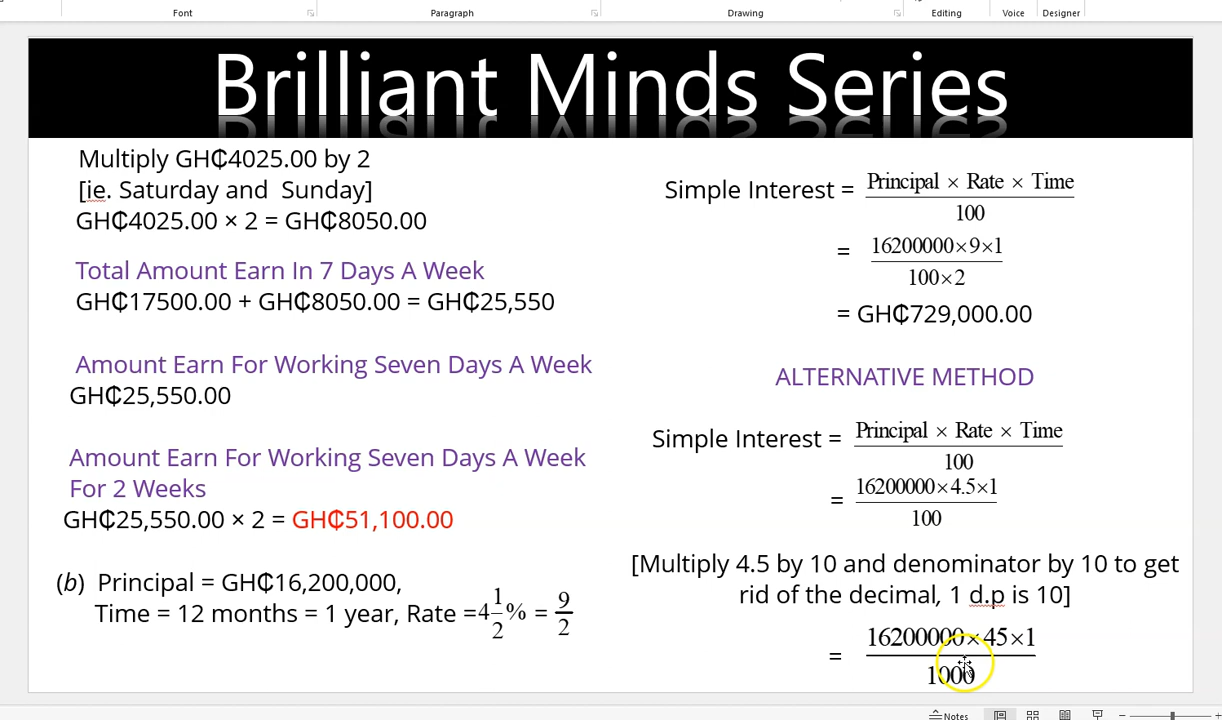 Font Paragraph Drawing Editing Voice Designer
Brilliant Minds Series
Multiply GH₵4025.00 by 2
[ie. Saturday and  Sunday]
GH₵4025.00 × 2 = GH₵8050.00
Total Amount Earn In 7 Days A Week
GH₵17500.00 + GH₵8050.00 = GH₵25,550
Amount Earn For Working Seven Days A Week
GH₵25,550.00
Amount Earn For Working Seven Days A Week
For 2 Weeks
GH₵25,550.00 × 2 = GH₵51,100.00
(b) Principal = GH₵16,200,000,
Time = 12 months = 1 year, Rate =4 1/2 % = 9/2
Simple Interest = Principal × Rate × Time / 100
= 16200000×9×1 / 100×2
= GH₵729,000.00
ALTERNATIVE METHOD
Simple Interest = Principal × Rate × Time / 100
= 16200000×4.5×1 / 100
[Multiply 4.5 by 10 and denominator by 10 to get
rid of the decimal, 1 d.p is 10]
= 16200000×45×1 / 1000
Notes